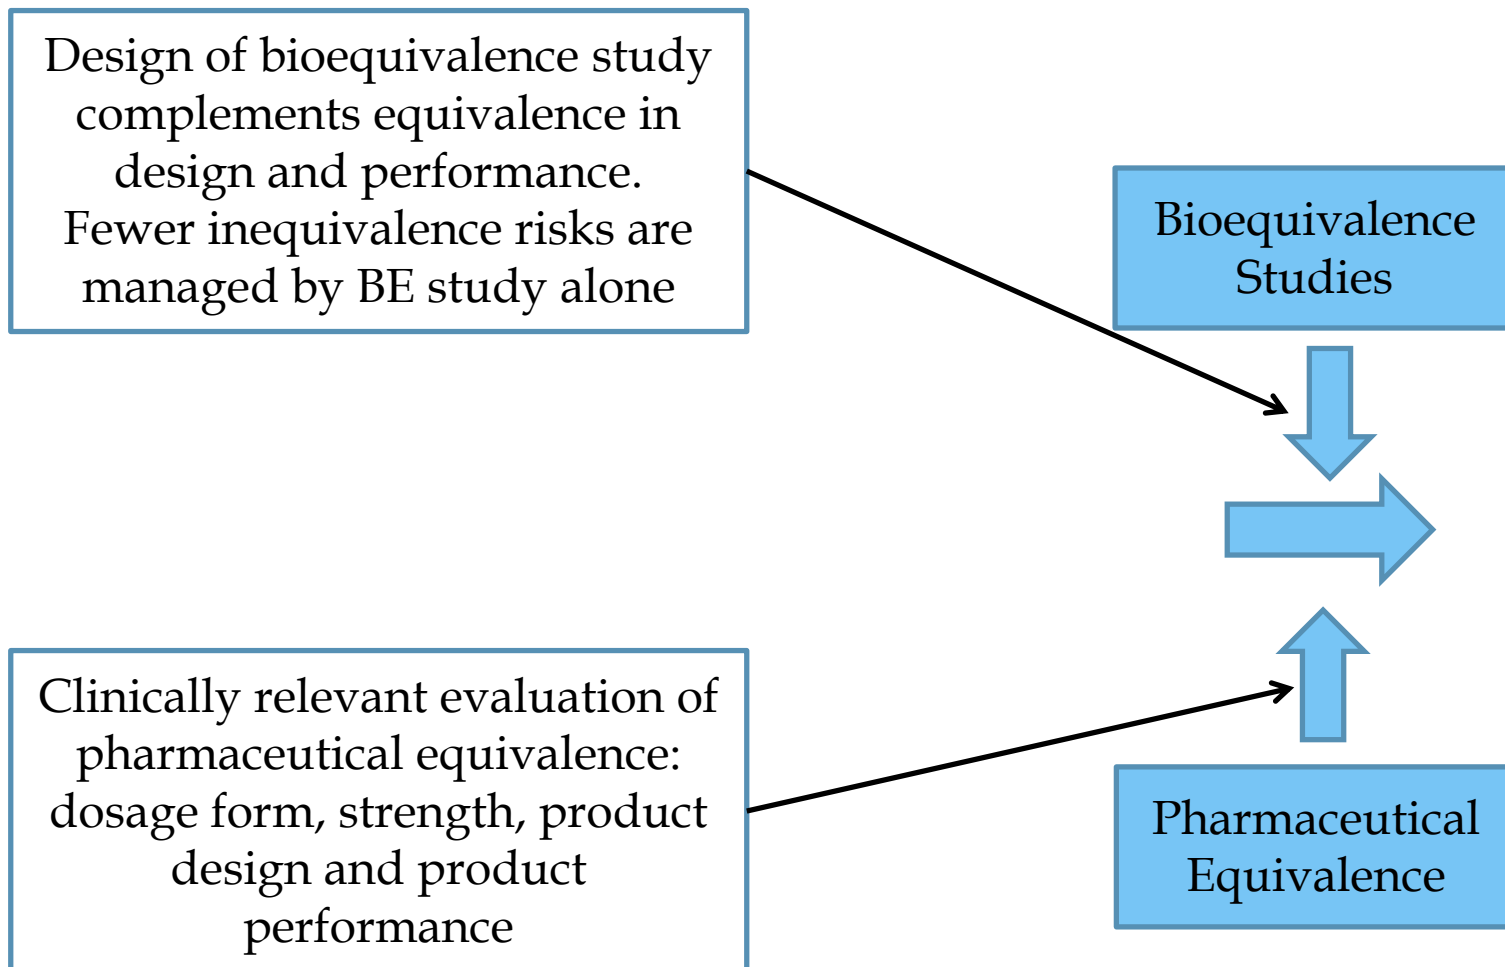 Design of bioequivalence study
complements equivalence in
design and performance.
Fewer inequivalence risks are
managed by BE study alone
Bioequivalence
Studies
Clinically relevant evaluation of
pharmaceutical equivalence:
dosage form, strength, product
design and product
performance
Pharmaceutical
Equivalence